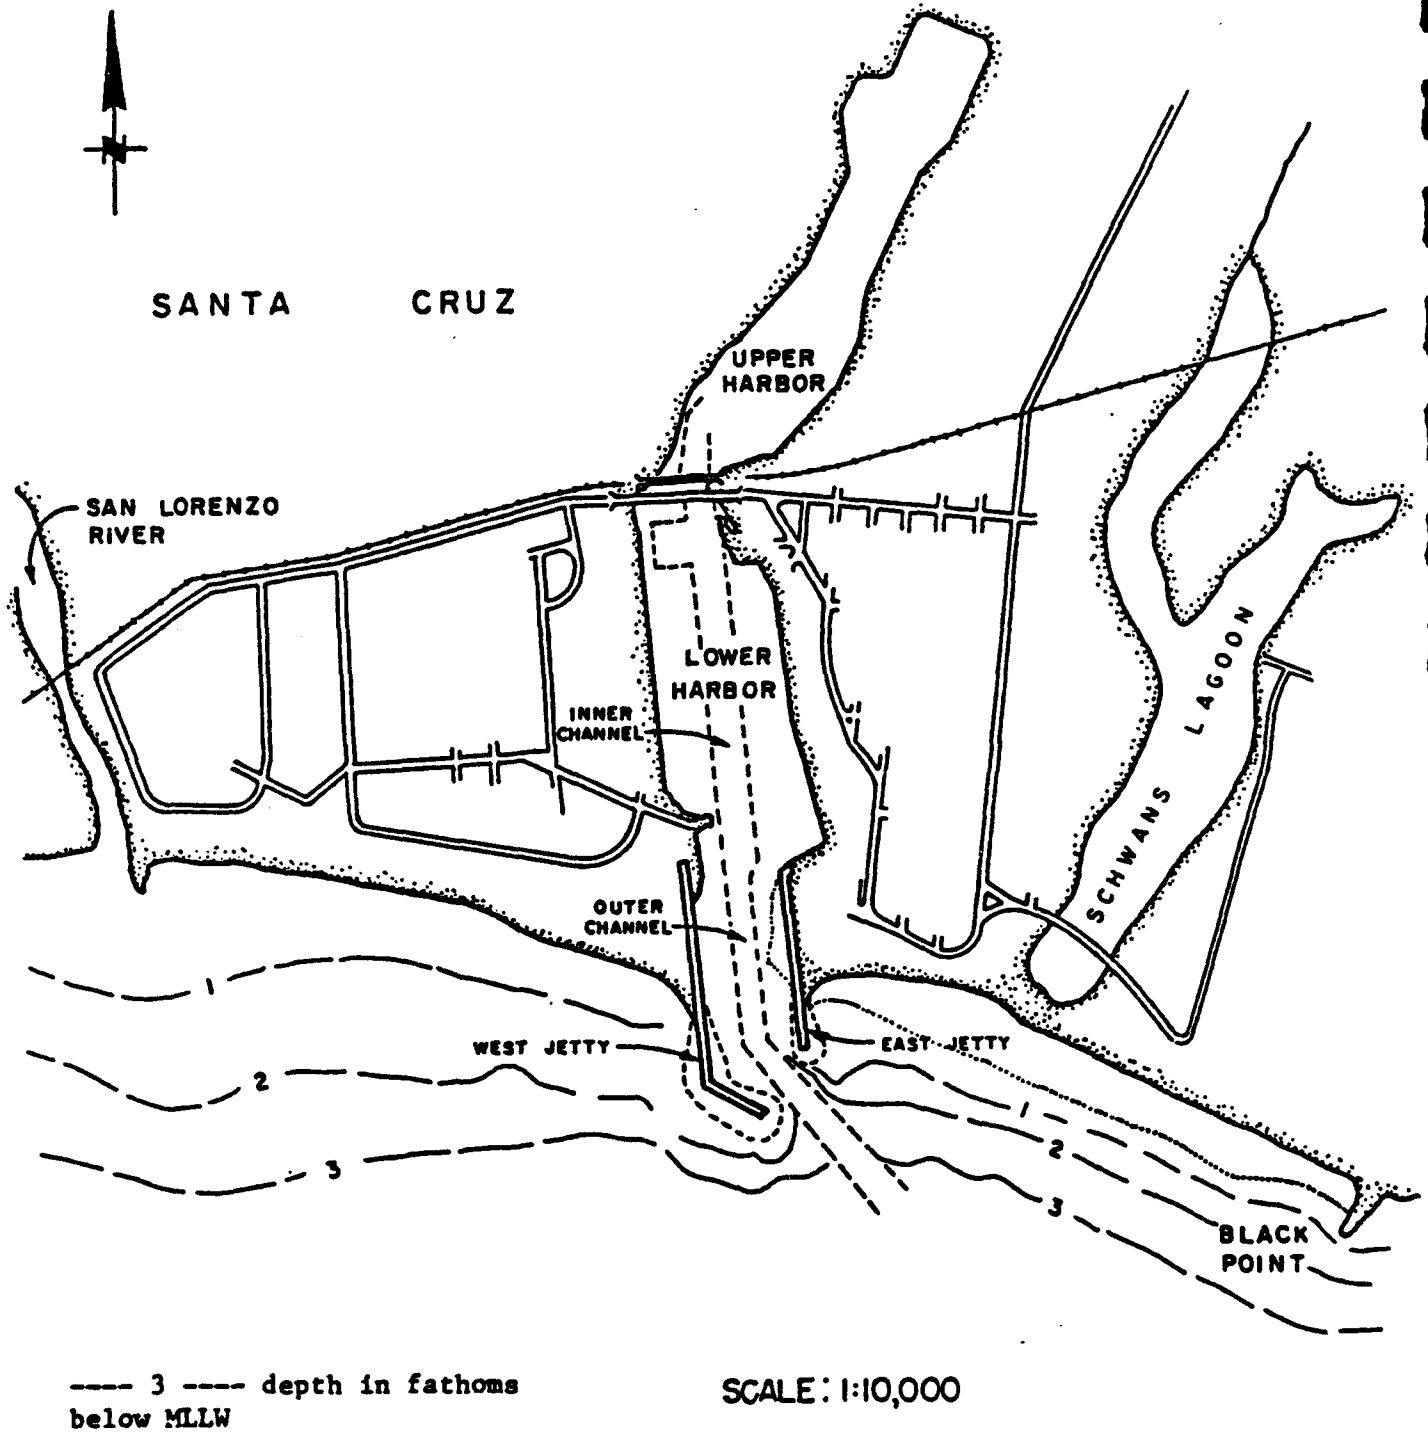 N
SANTA CRUZ
UPPER
HARBOR
SAN LORENZO
RIVER
LOWER
HARBOR
INNER
CHANNEL
SCHWANS LAGOON
OUTER
CHANNEL
1
WEST JETTY
EAST JETTY
2
1
2
3
3
BLACK
POINT
---- 3 ---- depth in fathoms
below MLLW
SCALE: 1:10,000